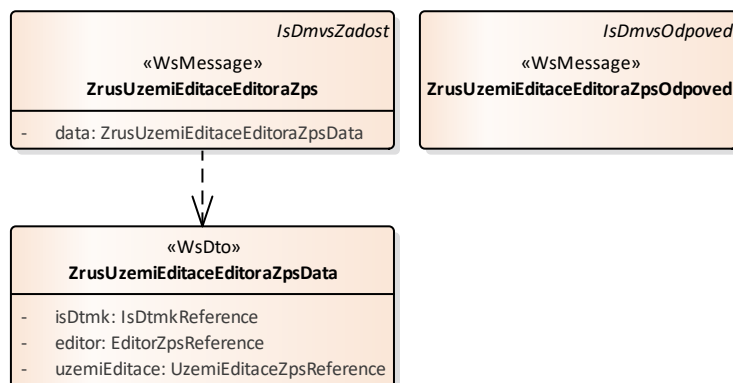 IsDmvsZadost
«WsMessage»
ZrusUzemiEditaceEditoraZps
- data: ZrusUzemiEditaceEditoraZpsData
IsDmvsOdpoved
«WsMessage»
ZrusUzemiEditaceEditoraZpsOdpoved
«WsDto»
ZrusUzemiEditaceEditoraZpsData
- isDtmk: IsDtmkReference
- editor: EditorZpsReference
- uzemiEditace: UzemiEditaceZpsReference